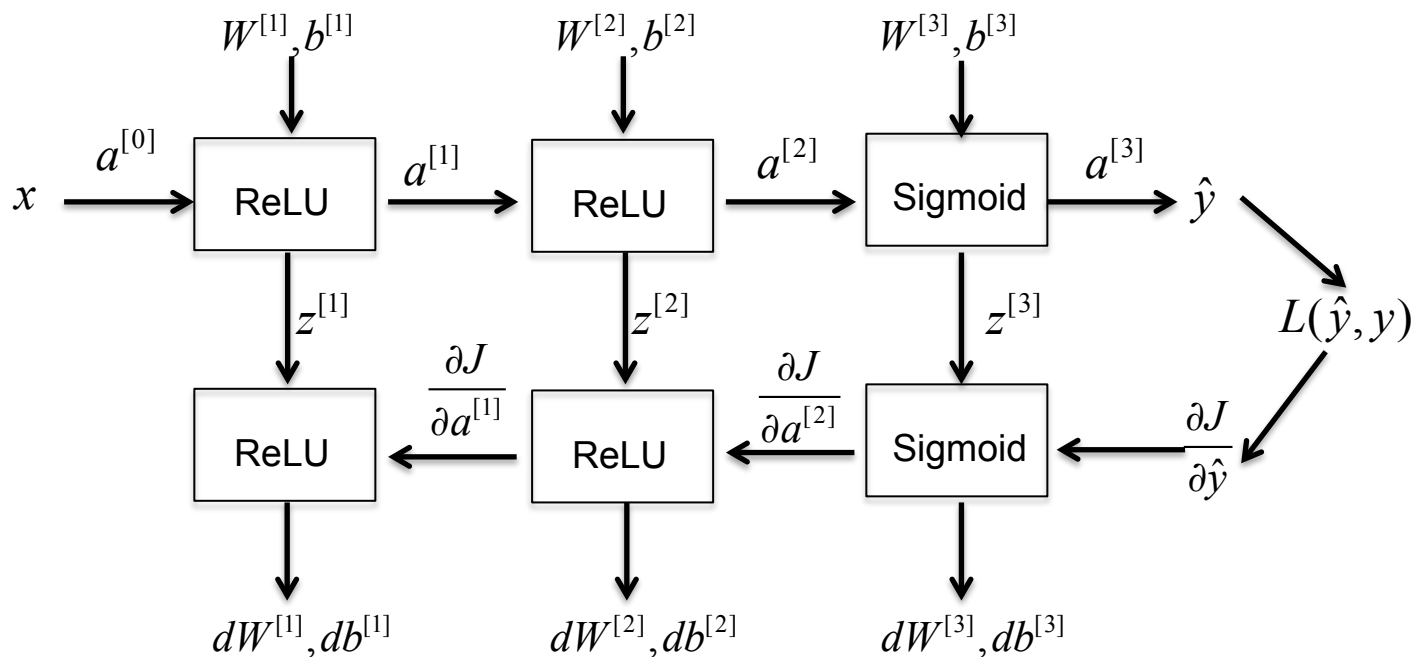 W^{[1]}, b^{[1]} W^{[2]}, b^{[2]} W^{[3]}, b^{[3]}
x a^{[0]} ReLU a^{[1]} ReLU a^{[2]} Sigmoid a^{[3]} ŷ
z^{[1]} z^{[2]} z^{[3]} L(ŷ, y)
ReLU ∂J/∂a^{[1]} ReLU ∂J/∂a^{[2]} Sigmoid ∂J/∂ŷ
dW^{[1]}, db^{[1]} dW^{[2]}, db^{[2]} dW^{[3]}, db^{[3]}